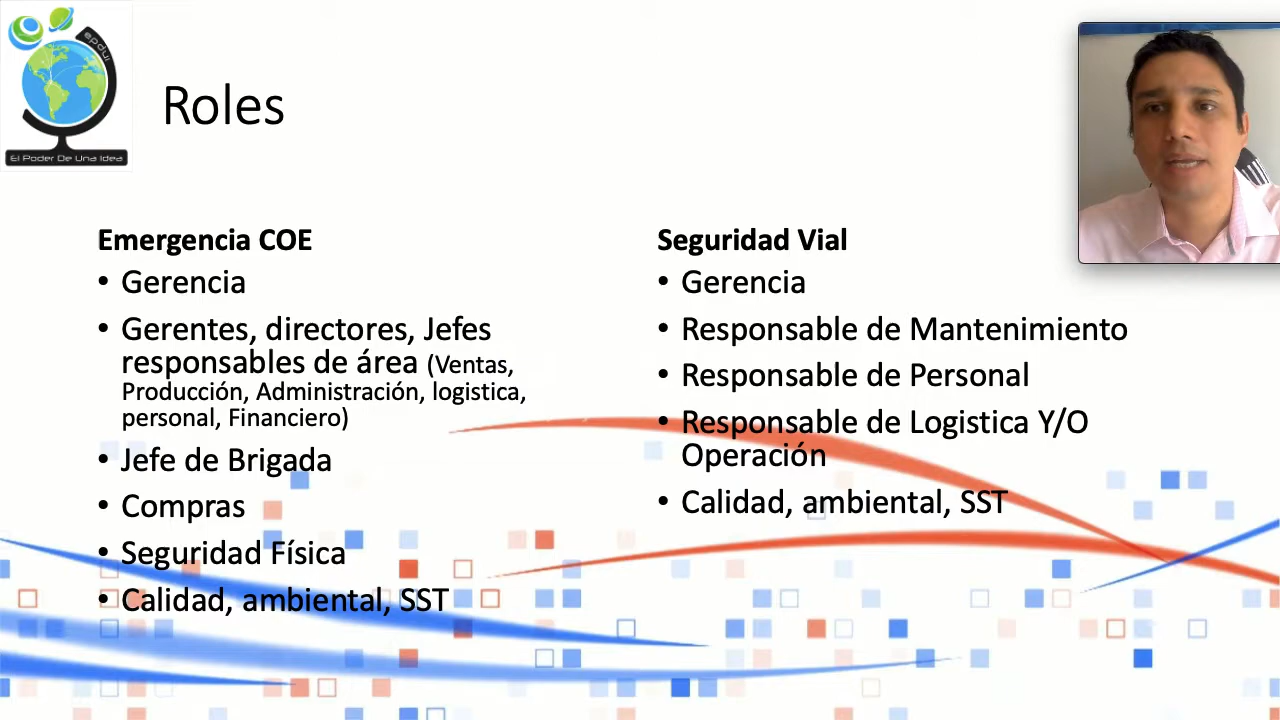 epdui
El Poder De Una Idea
Roles
Emergencia COE
• Gerencia
• Gerentes, directores, Jefes
responsables de área (Ventas,
Producción, Administración, logistica,
personal, Financiero)
• Jefe de Brigada
• Compras
• Seguridad Física
• Calidad, ambiental, SST
Seguridad Vial
• Gerencia
• Responsable de Mantenimiento
• Responsable de Personal
• Responsable de Logistica Y/O
Operación
• Calidad, ambiental, SST